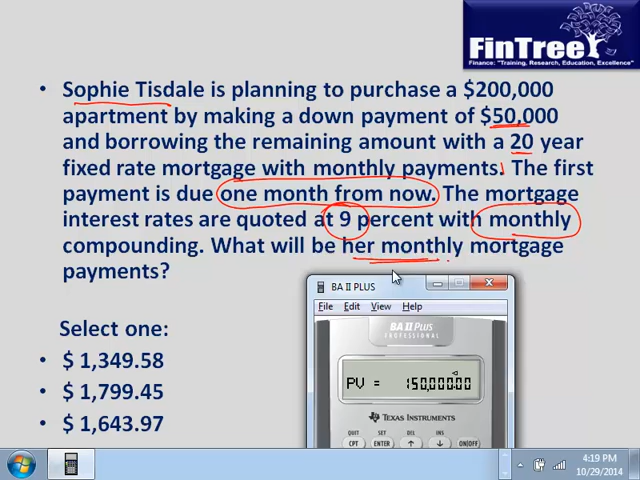 FinTree
Finance: "Training, Research, Education, Excellence"
• Sophie Tisdale is planning to purchase a $200,000
apartment by making a down payment of $50,000
and borrowing the remaining amount with a 20 year
fixed rate mortgage with monthly payments. The first
payment is due one month from now. The mortgage
interest rates are quoted at 9 percent with monthly
compounding. What will be her monthly mortgage
payments?
BA II PLUS
File Edit View Help
BA II PLUS
PROFESSIONAL
Select one:
• $ 1,349.58
PV = 150,000.00
• $ 1,799.45
TEXAS INSTRUMENTS
• $ 1,643.97
QUIT SET DEL INS
CPT ENTER ↑ ↓ ON/OFF
4:19 PM
10/29/2014